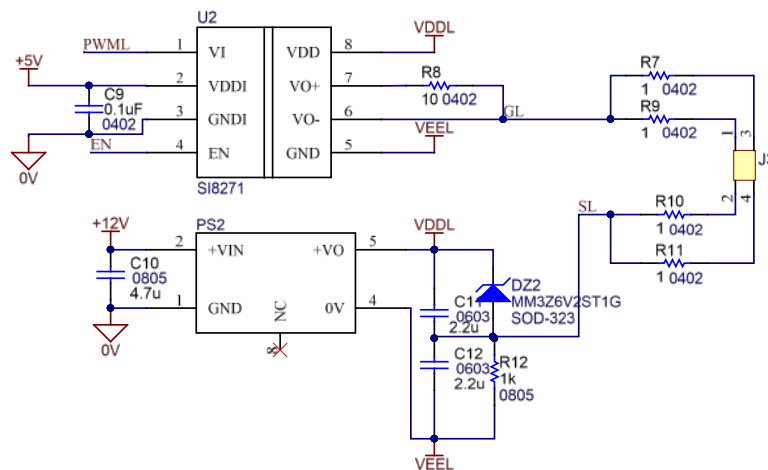 U2
PWML 1 VI VDD 8 VDDL
+5V 2 VDDI VO+ 7 R8 10 0402
C9 0.1uF 0402
3 GNDI VO- 6 GL
EN 4 EN GND 5 VEEL
0V
SI8271
R7
1 0402
R9
1 0402
1 3
2 4
SL
R10
1 0402
R11
1 0402
+12V
PS2
2 +VIN +VO 5 VDDL
C10
0805
4.7u
1 GND NC 0V 4
0V
8
DZ2
MM3Z6V2ST1G
SOD-323
C11
0603
2.2u
C12
0603
2.2u
R12
1k
0805
VEEL